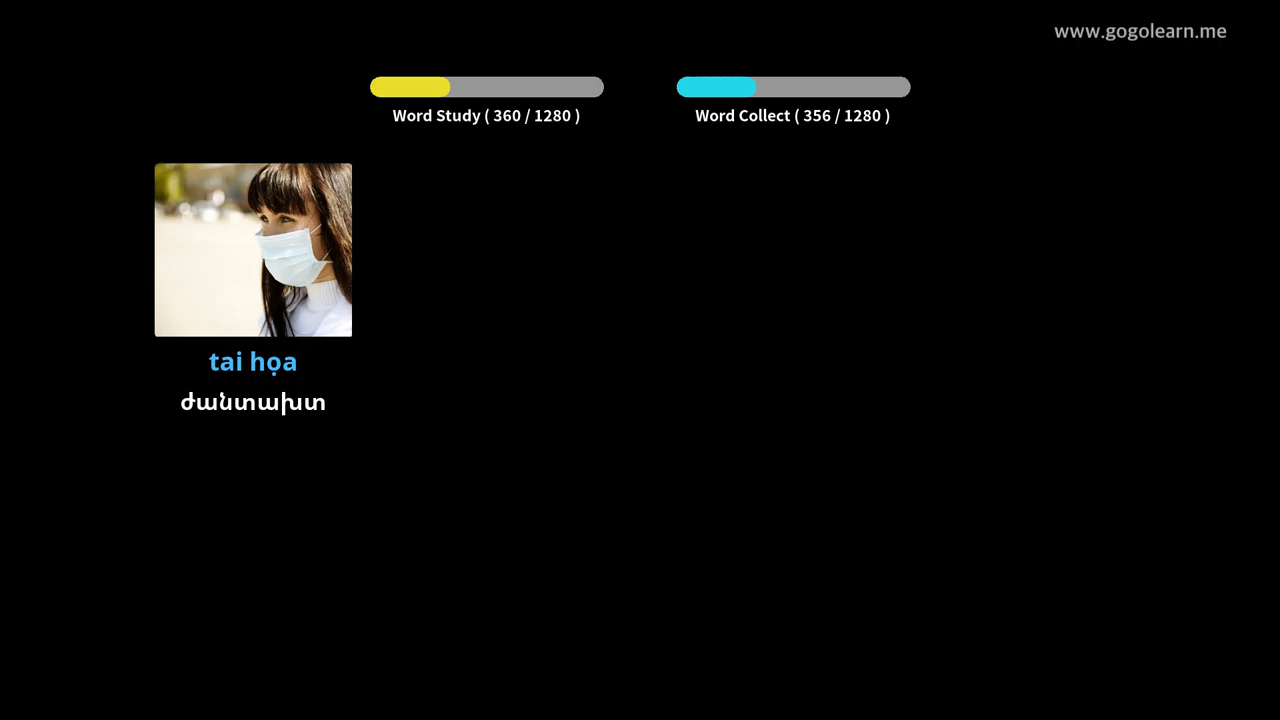 www.gogolearn.me
Word Study ( 360 / 1280 )
Word Collect ( 356 / 1280 )
tai họa
ժանտախտ